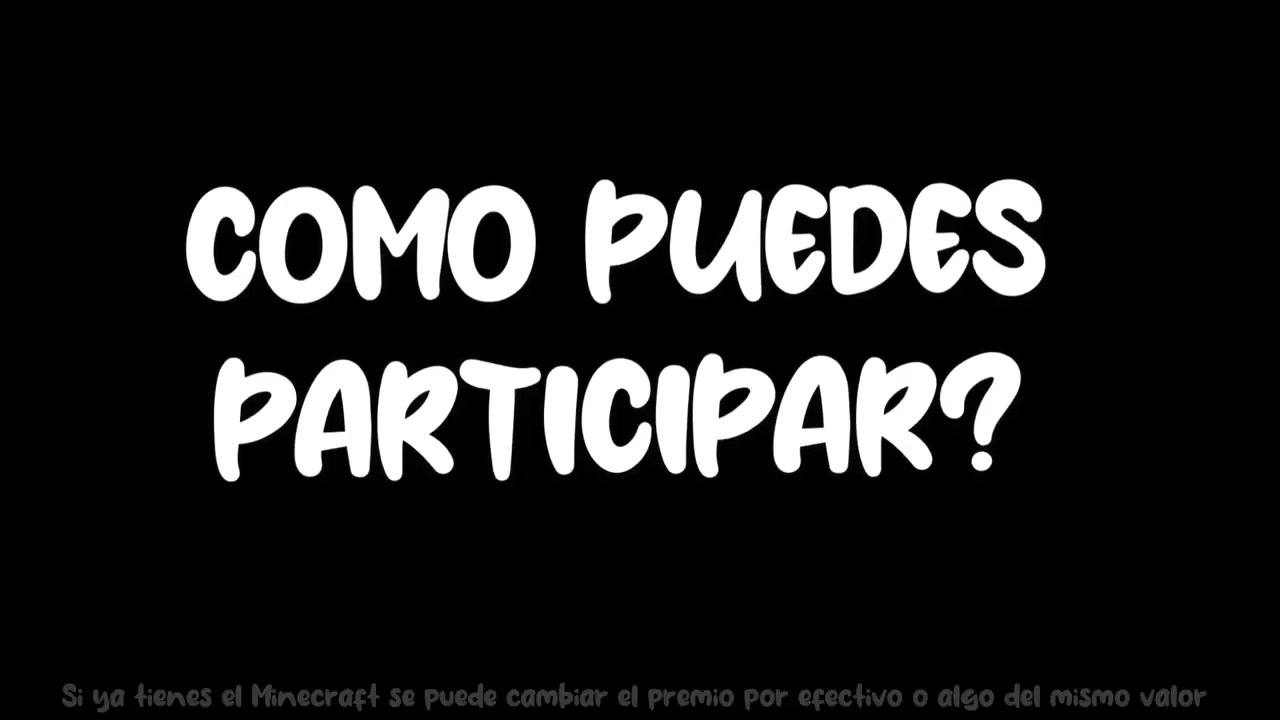 COMO PUEDES
PARTICIPAR?
Si ya tienes el Minecraft se puede cambiar el premio por efectivo o algo del mismo valor